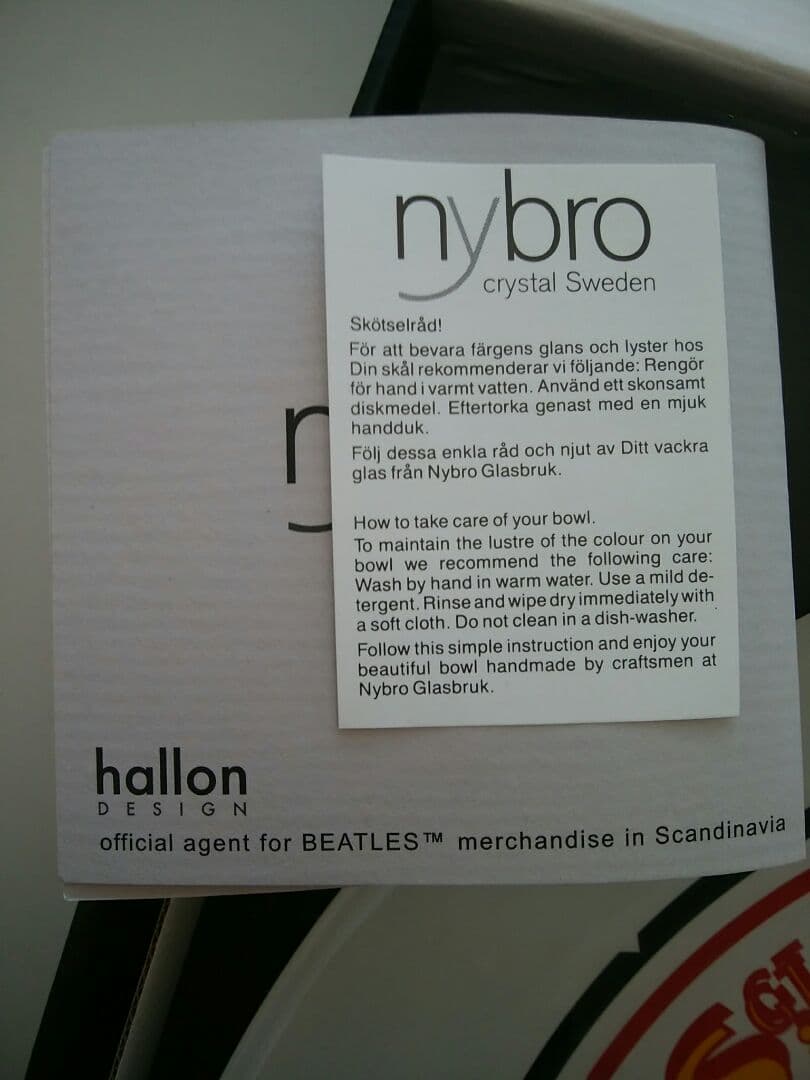 nybro
crystal Sweden
Skötselråd!
För att bevara färgens glans och lyster hos
Din skål rekommenderar vi följande: Rengör
för hand i varmt vatten. Använd ett skonsamt
diskmedel. Eftertorka genast med en mjuk
handduk.
Följ dessa enkla råd och njut av Ditt vackra
glas från Nybro Glasbruk.
How to take care of your bowl.
To maintain the lustre of the colour on your
bowl we recommend the following care:
Wash by hand in warm water. Use a mild de-
tergent. Rinse and wipe dry immediately with
a soft cloth. Do not clean in a dish-washer.
Follow this simple instruction and enjoy your
beautiful bowl handmade by craftsmen at
Nybro Glasbruk.
hallon
DESIGN
official agent for BEATLES™ merchandise in Scandinavia